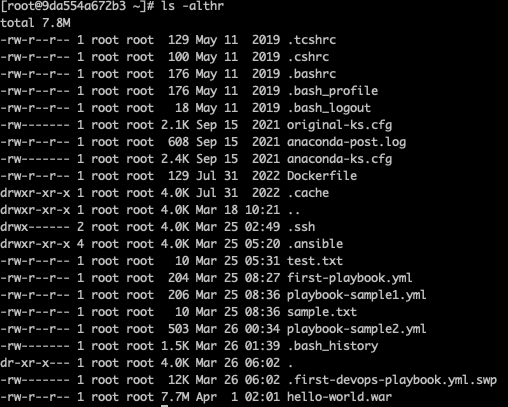 [root@9da554a672b3 ~]# ls -althr
total 7.8M
-rw-r--r-- 1 root root  129 May 11  2019 .tcshrc
-rw-r--r-- 1 root root  100 May 11  2019 .cshrc
-rw-r--r-- 1 root root  176 May 11  2019 .bashrc
-rw-r--r-- 1 root root  176 May 11  2019 .bash_profile
-rw-r--r-- 1 root root   18 May 11  2019 .bash_logout
-rw------- 1 root root 2.1K Sep 15  2021 original-ks.cfg
-rw-r--r-- 1 root root  608 Sep 15  2021 anaconda-post.log
-rw------- 1 root root 2.4K Sep 15  2021 anaconda-ks.cfg
-rw-r--r-- 1 root root  129 Jul 31  2022 Dockerfile
drwxr-xr-x 1 root root 4.0K Jul 31  2022 .cache
drwxr-xr-x 1 root root 4.0K Mar 18 10:21 ..
drwx------ 2 root root 4.0K Mar 25 02:49 .ssh
drwxr-xr-x 4 root root 4.0K Mar 25 05:20 .ansible
-rw-r--r-- 1 root root   10 Mar 25 05:31 test.txt
-rw-r--r-- 1 root root  204 Mar 25 08:27 first-playbook.yml
-rw-r--r-- 1 root root  206 Mar 25 08:36 playbook-sample1.yml
-rw-r--r-- 1 root root   10 Mar 25 08:36 sample.txt
-rw-r--r-- 1 root root  503 Mar 26 00:34 playbook-sample2.yml
-rw------- 1 root root 1.5K Mar 26 01:39 .bash_history
dr-xr-x--- 1 root root 4.0K Mar 26 06:02 .
-rw------- 1 root root  12K Mar 26 06:02 .first-devops-playbook.yml.swp
-rw-r--r-- 1 root root 7.7M Apr  1 02:01 hello-world.war